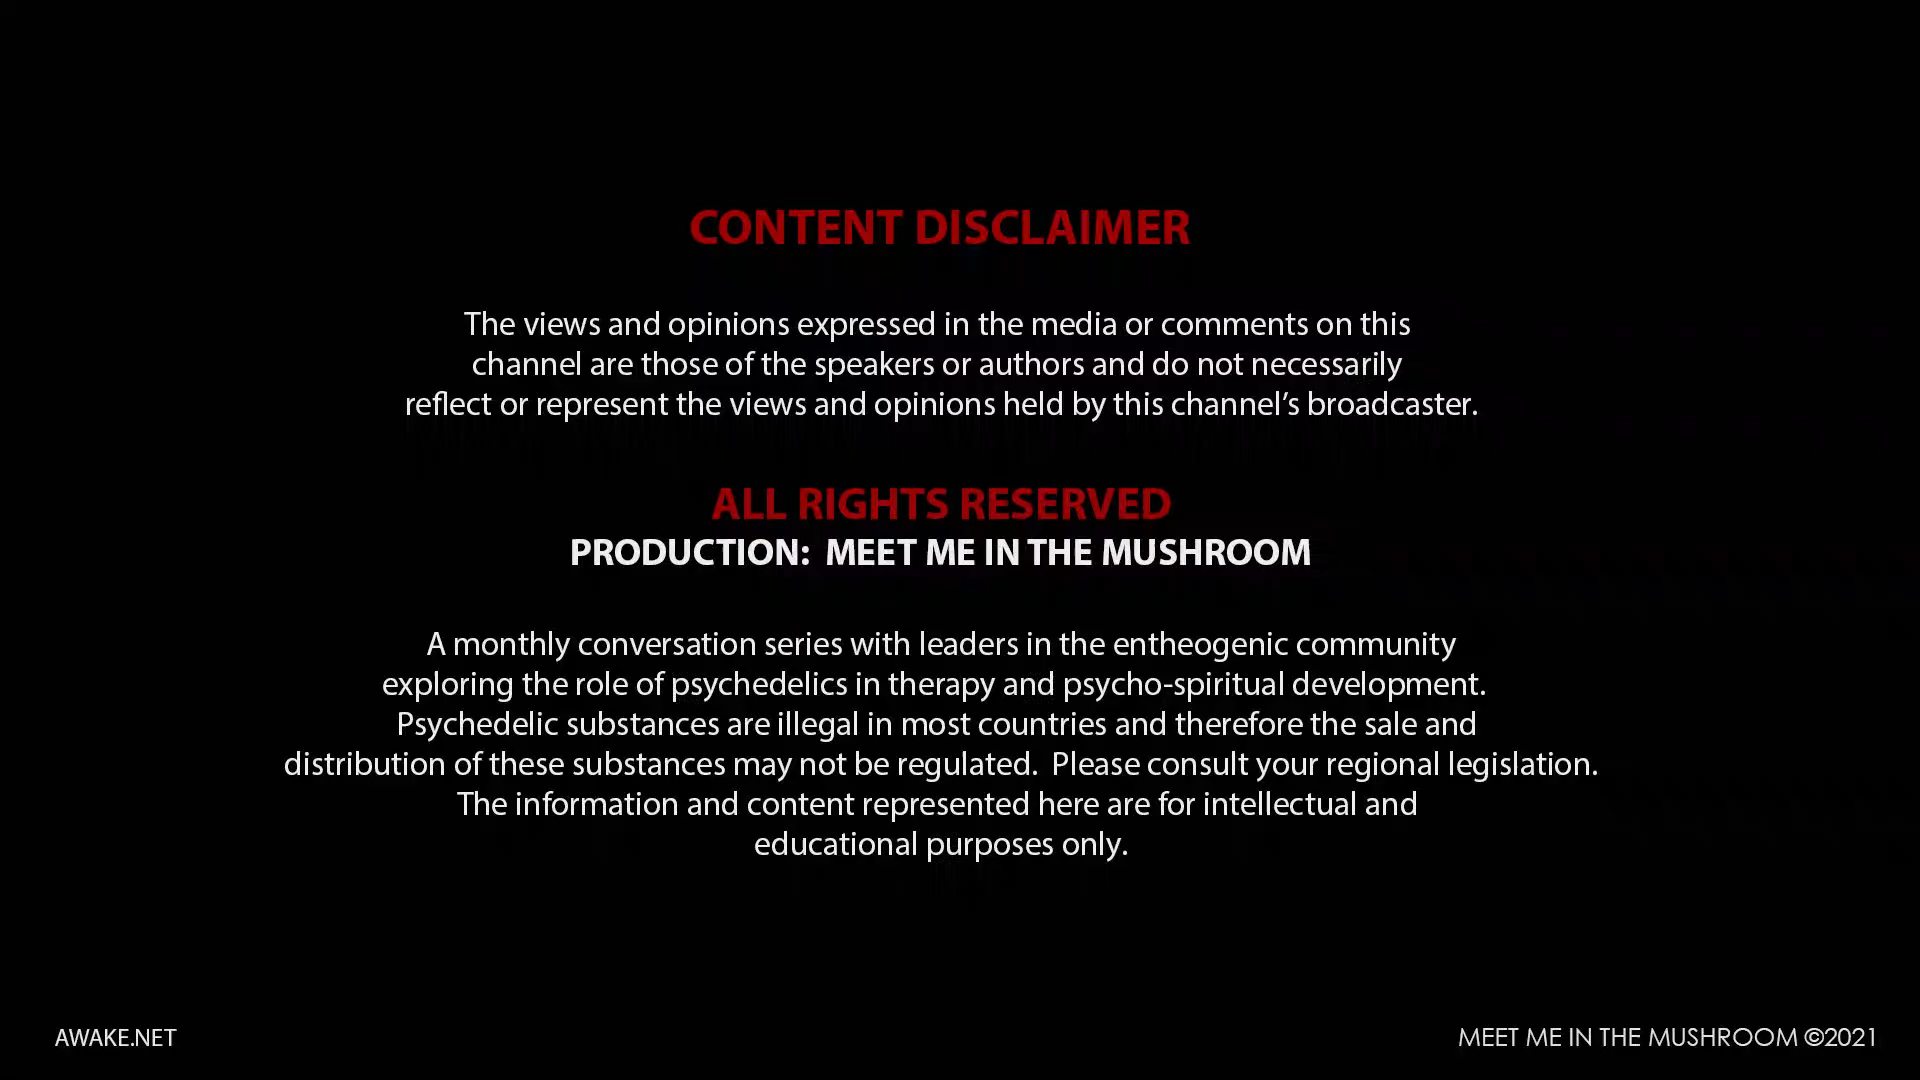 CONTENT DISCLAIMER
The views and opinions expressed in the media or comments on this
channel are those of the speakers or authors and do not necessarily
reflect or represent the views and opinions held by this channel’s broadcaster.
ALL RIGHTS RESERVED
PRODUCTION:  MEET ME IN THE MUSHROOM
A monthly conversation series with leaders in the entheogenic community
exploring the role of psychedelics in therapy and psycho-spiritual development.
Psychedelic substances are illegal in most countries and therefore the sale and
distribution of these substances may not be regulated.  Please consult your regional legislation.
The information and content represented here are for intellectual and
educational purposes only.
AWAKE.NET
MEET ME IN THE MUSHROOM ©2021